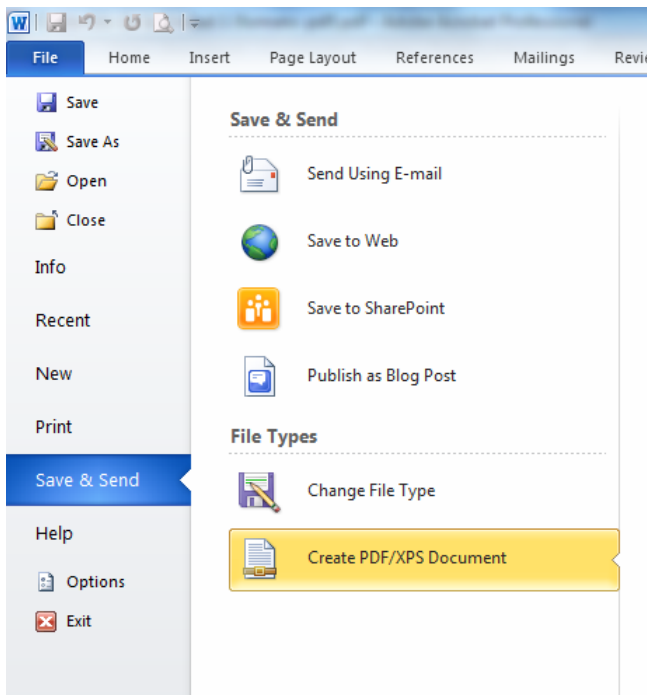 W
File Home Insert Page Layout References Mailings
Save
Save As
Open
Close
Info
Recent
New
Print
Save & Send
Help
Options
Exit
Save & Send
Send Using E-mail
Save to Web
Save to SharePoint
Publish as Blog Post
File Types
Change File Type
Create PDF/XPS Document